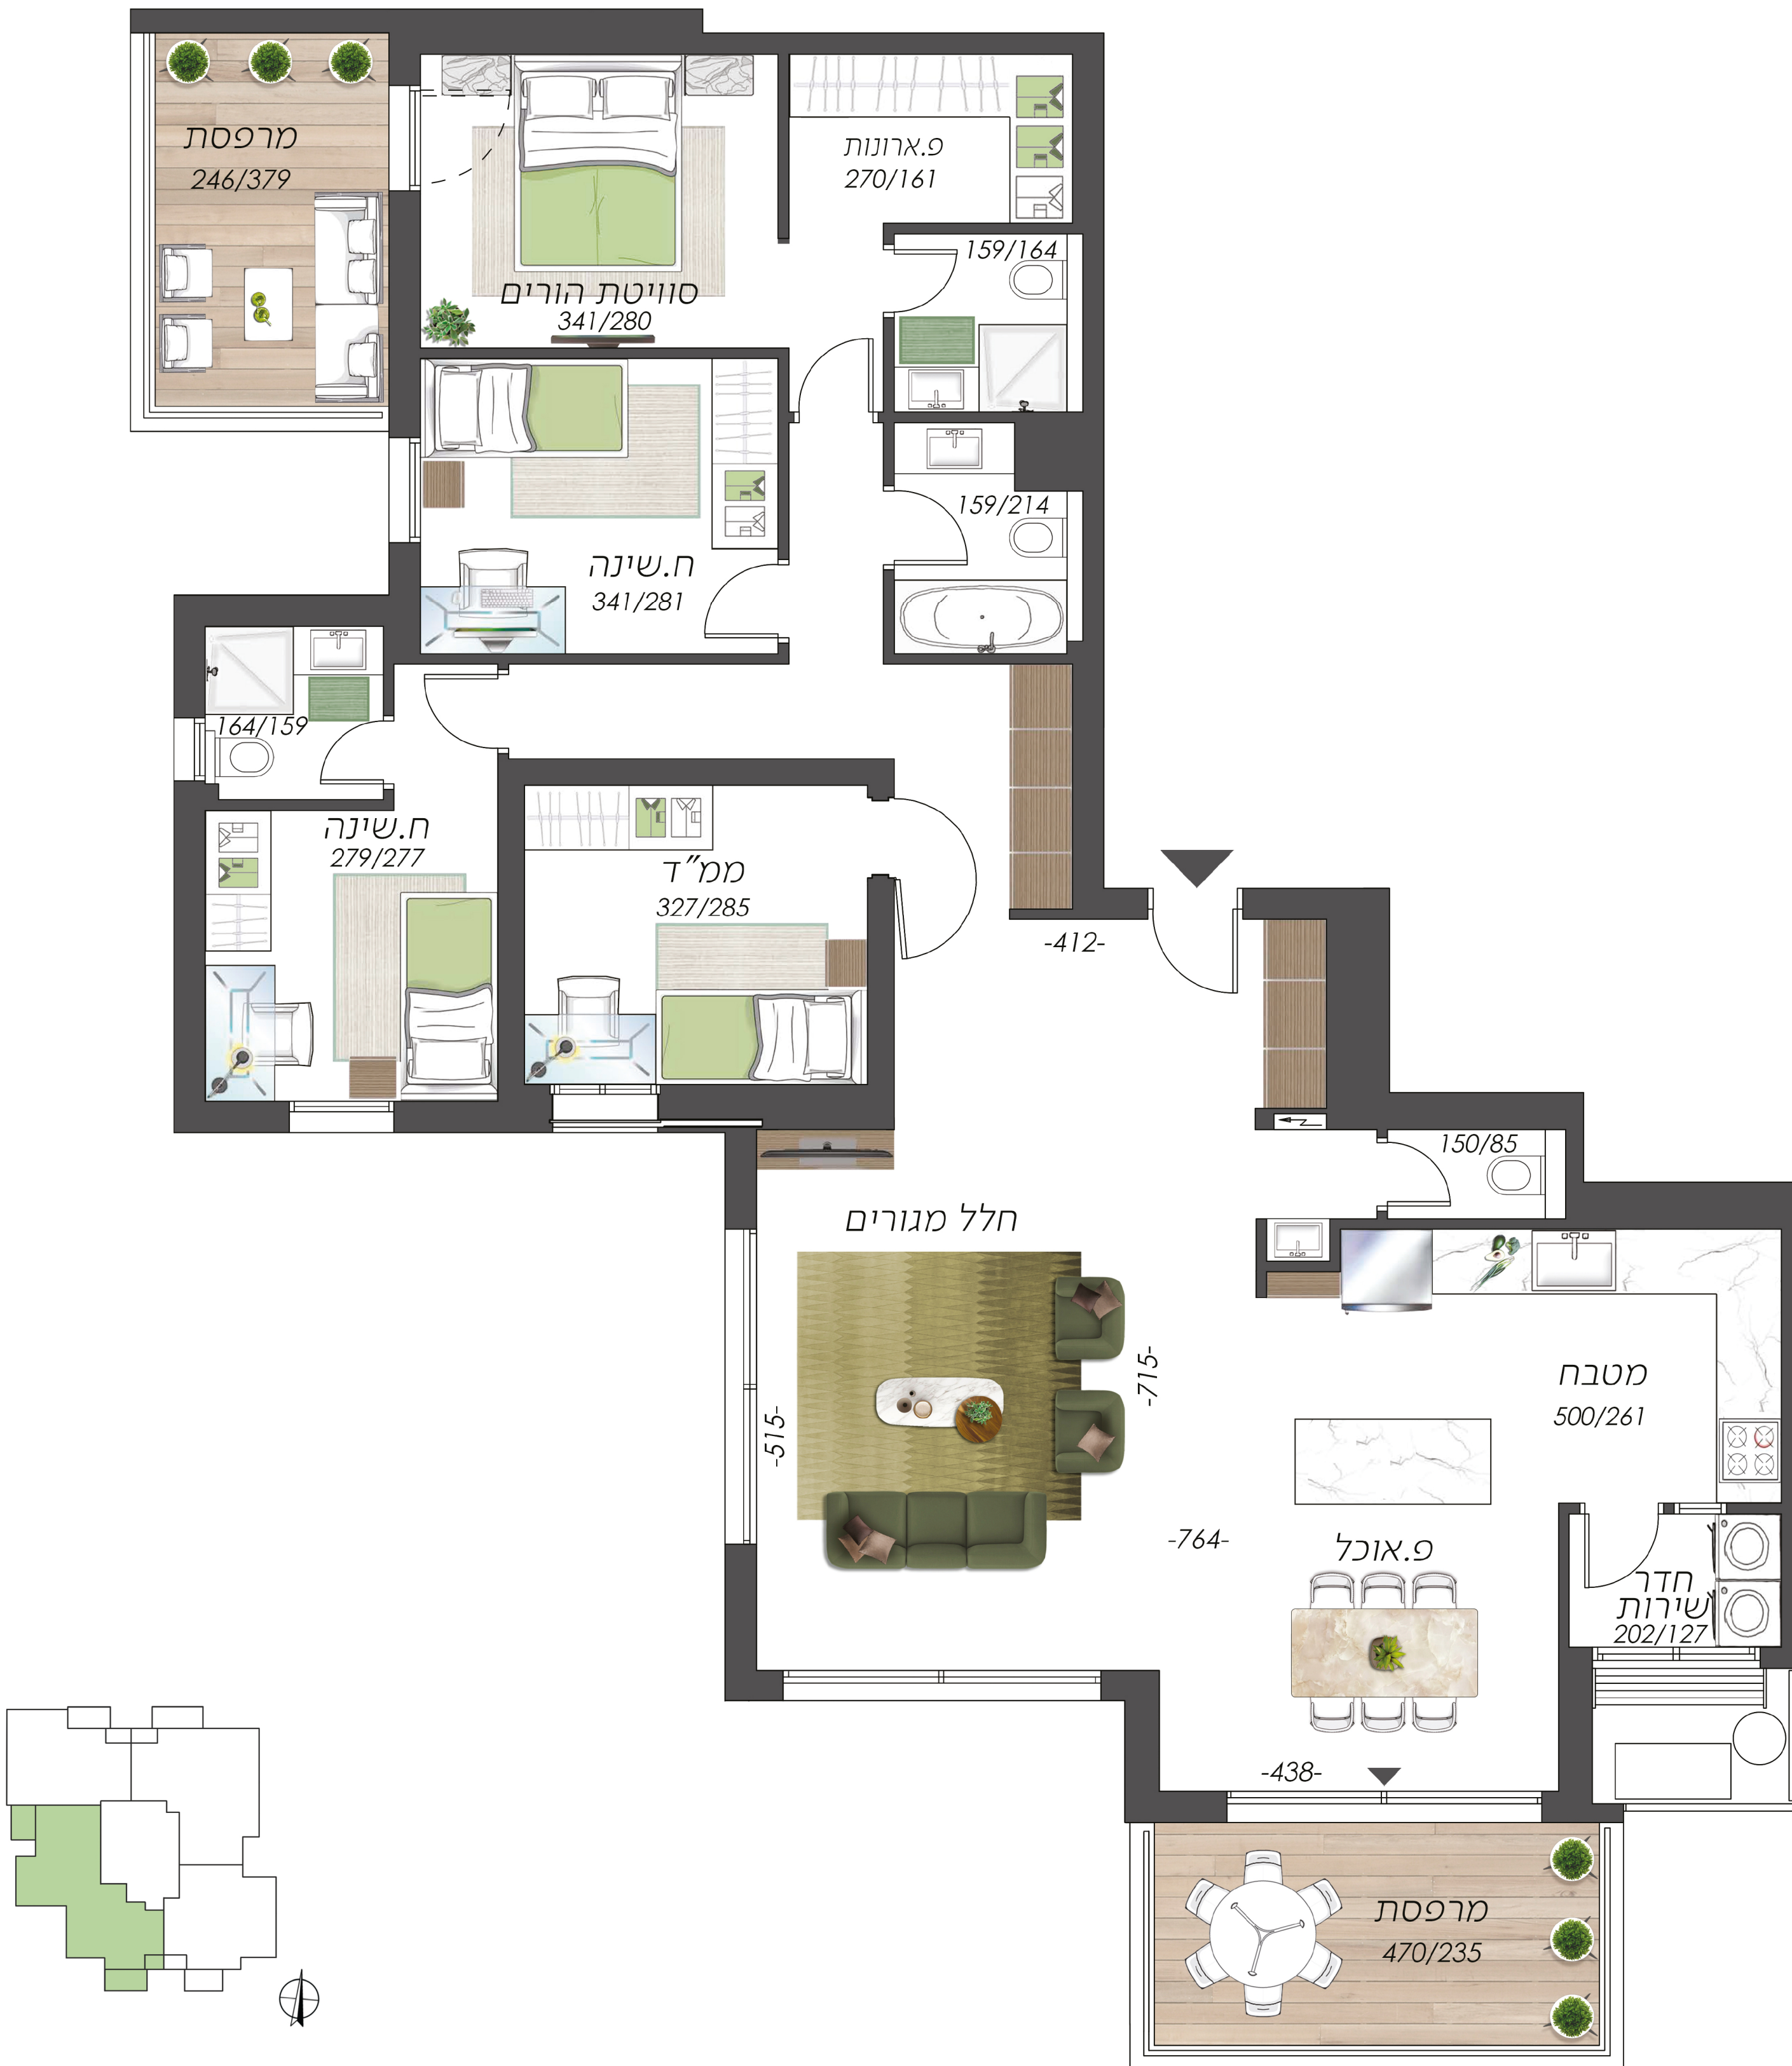 מרפסת
246/379
סוויטת הורים
341/280
פ.ארונות
270/161
159/164
ח.שינה
341/281
159/214
164/159
ח.שינה
279/277
ממ"ד
327/285
-412-
150/85
חלל מגורים
-515-
-715-
מטבח
500/261
-764-
פ.אוכל
חדר
שירות
202/127
-438-
מרפסת
470/235